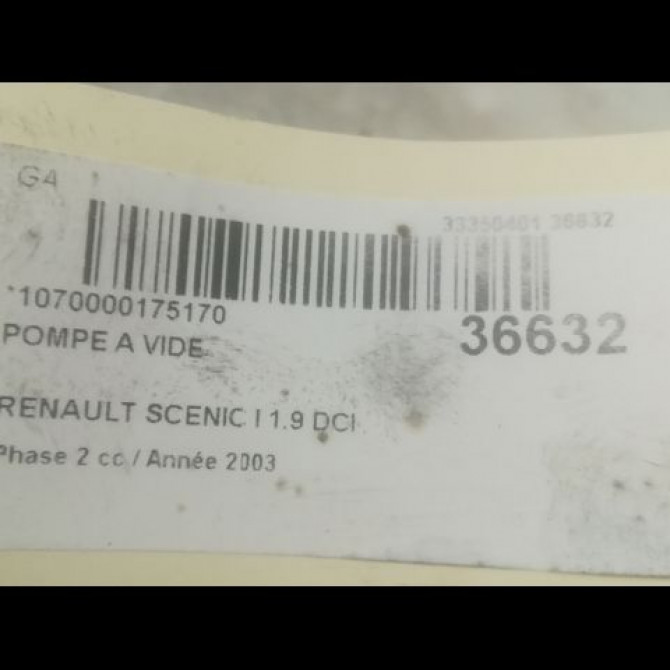 G4
33350401 36632
*1070000175170
36632
POMPE A VIDE
RENAULT SCENIC I 1.9 DCI
Phase 2 cc / Année 2003